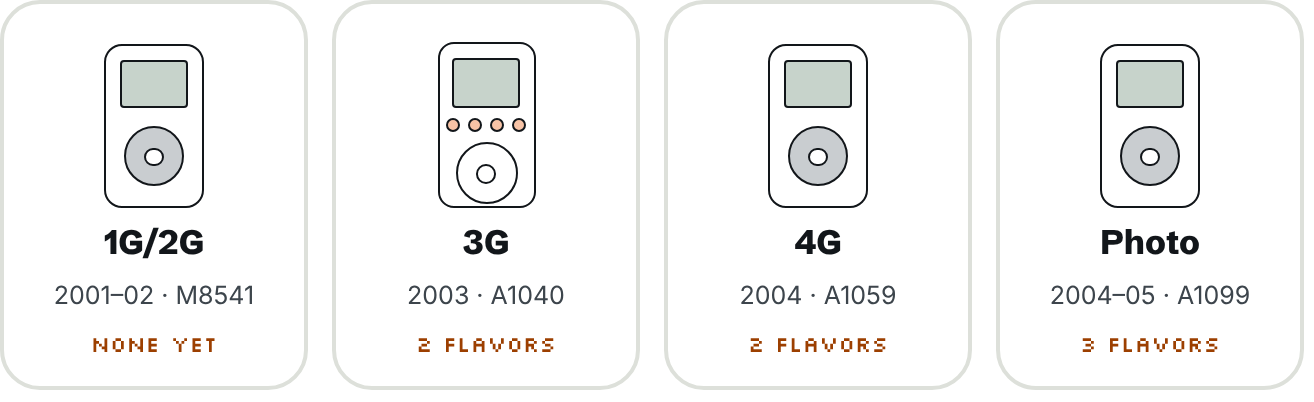 1G/2G
2001–02 · M8541
NONE YET
3G
2003 · A1040
2 FLAVORS
4G
2004 · A1059
2 FLAVORS
Photo
2004–05 · A1099
3 FLAVORS